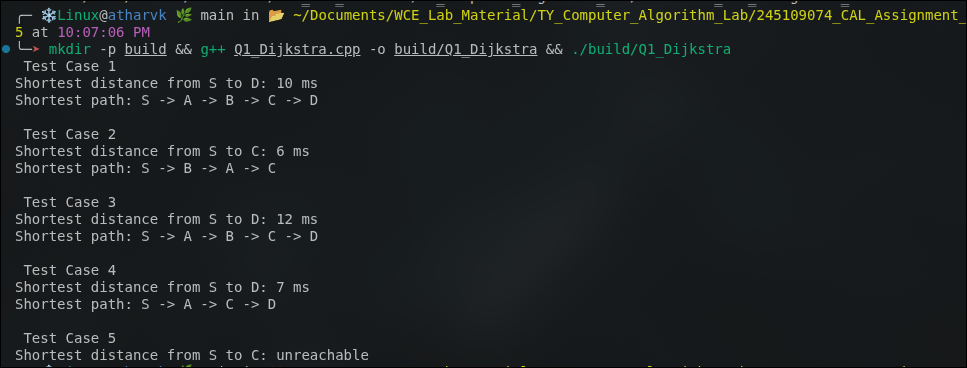 Linux@atharvk main in ~/Documents/WCE_Lab_Material/TY_Computer_Algorithm_Lab/245109074_CAL_Assignment_
5 at 10:07:06 PM
mkdir -p build && g++ Q1_Dijkstra.cpp -o build/Q1_Dijkstra && ./build/Q1_Dijkstra
Test Case 1
Shortest distance from S to D: 10 ms
Shortest path: S -> A -> B -> C -> D
Test Case 2
Shortest distance from S to C: 6 ms
Shortest path: S -> B -> A -> C
Test Case 3
Shortest distance from S to D: 12 ms
Shortest path: S -> A -> B -> C -> D
Test Case 4
Shortest distance from S to D: 7 ms
Shortest path: S -> A -> C -> D
Test Case 5
Shortest distance from S to C: unreachable